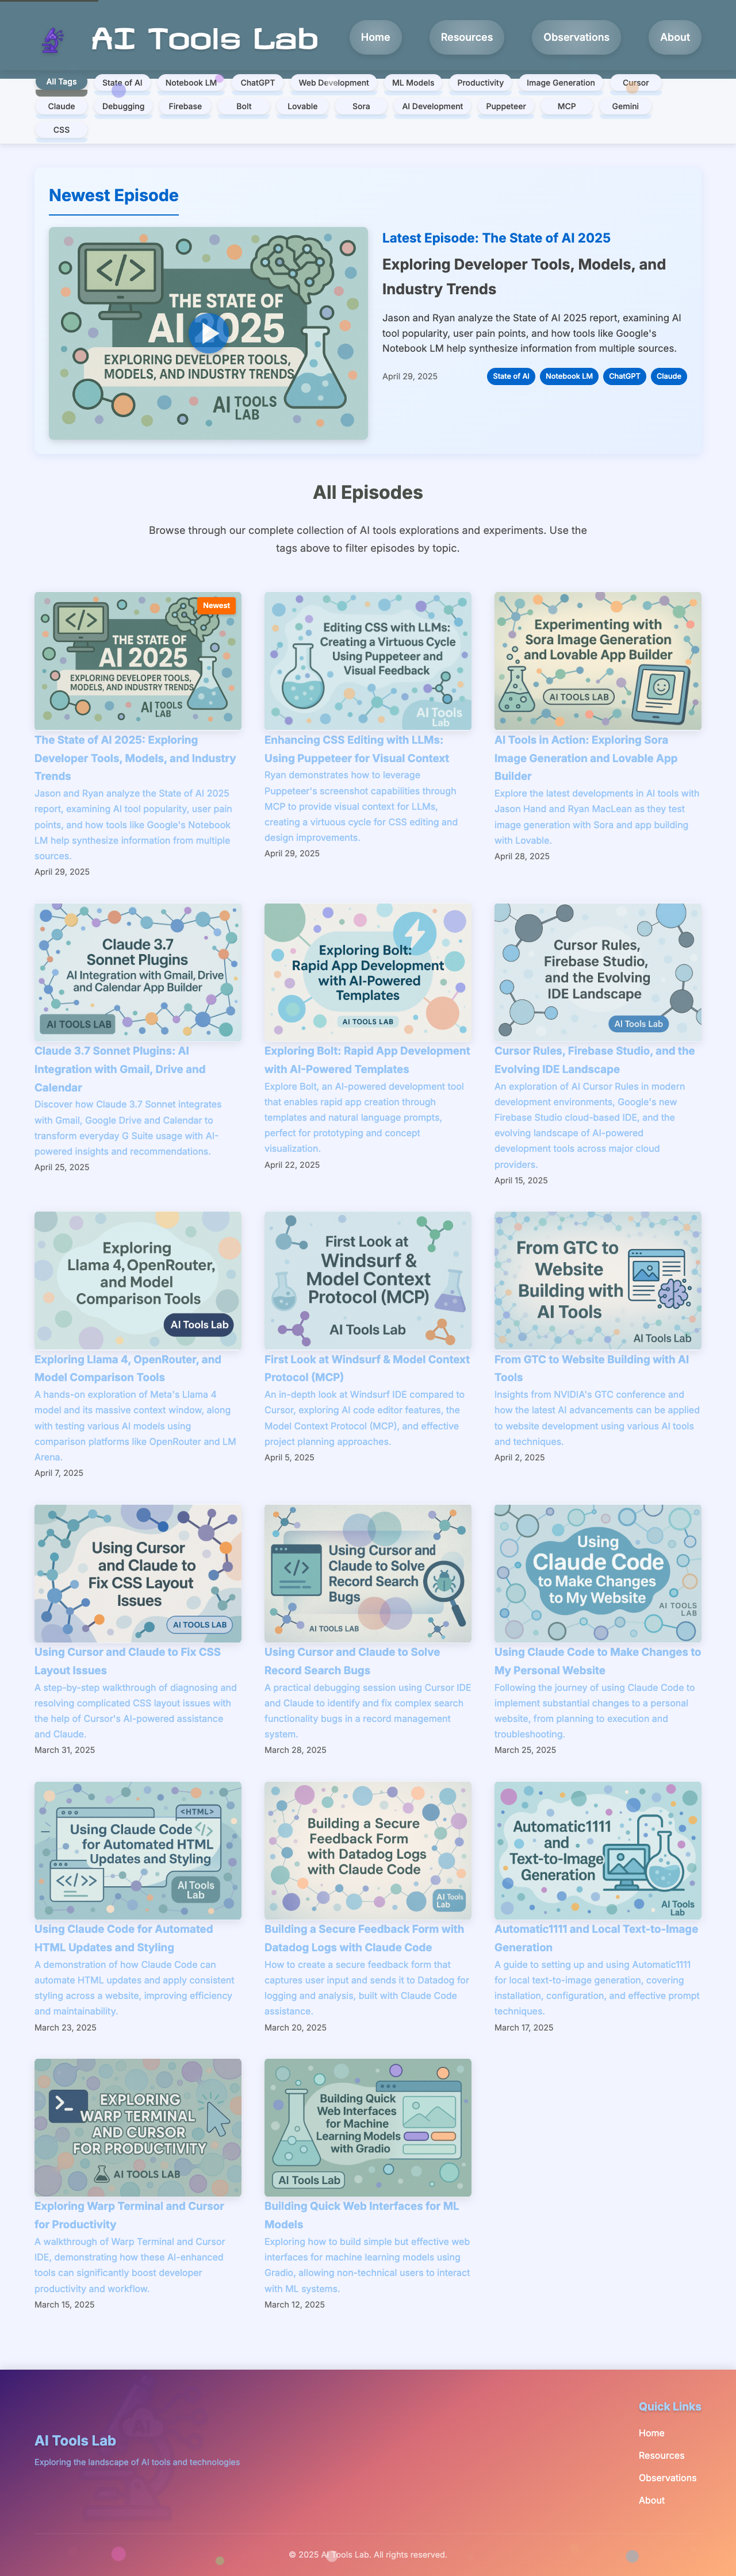 AI Tools Lab
Home
Resources
Observations
About
All Tags
State of AI
Notebook LM
ChatGPT
Web Development
ML Models
Productivity
Image Generation
Cursor
Claude
Debugging
Firebase
Bolt
Lovable
Sora
AI Development
Puppeteer
MCP
Gemini
CSS
Newest Episode
</>
THE STATE OF
AI 2025
EXPLORING DEVELOPER TOOLS,
MODELS, AND INDUSTRY TRENDS
AI TOOLS
LAB
Latest Episode: The State of AI 2025
Exploring Developer Tools, Models, and
Industry Trends
Jason and Ryan analyze the State of AI 2025 report, examining AI
tool popularity, user pain points, and how tools like Google's
Notebook LM help synthesize information from multiple sources.
April 29, 2025
State of AI
Notebook LM
ChatGPT
Claude
All Episodes
Browse through our complete collection of AI tools explorations and experiments. Use the
tags above to filter episodes by topic.
</>
Newest
THE STATE OF
AI 2025
EXPLORING DEVELOPER TOOLS,
MODELS, AND INDUSTRY TRENDS
AI TOOLS
LAB
The State of AI 2025: Exploring
Developer Tools, Models, and Industry
Trends
Jason and Ryan analyze the State of AI 2025
report, examining AI tool popularity, user pain
points, and how tools like Google's Notebook
LM help synthesize information from multiple
sources.
April 29, 2025
Editing CSS with LLMs:
Creating a Virtuous Cycle
Using Puppeteer and
Visual Feedback
AI Tools
Lab
Enhancing CSS Editing with LLMs:
Using Puppeteer for Visual Context
Ryan demonstrates how to leverage
Puppeteer's screenshot capabilities through
MCP to provide visual context for LLMs,
creating a virtuous cycle for CSS editing and
design improvements.
April 29, 2025
Experimenting with
Sora Image Generation
and Lovable App Builder
AI TOOLS LAB
AI Tools in Action: Exploring Sora
Image Generation and Lovable App
Builder
Explore the latest developments in AI tools with
Jason Hand and Ryan MacLean as they test
image generation with Sora and app building
with Lovable.
April 28, 2025
Claude 3.7
Sonnet Plugins
AI Integration with Gmail, Drive
and Calendar App Builder
AI TOOLS LAB
Claude 3.7 Sonnet Plugins: AI
Integration with Gmail, Drive and
Calendar
Discover how Claude 3.7 Sonnet integrates
with Gmail, Google Drive and Calendar to
transform everyday G Suite usage with AI-
powered insights and recommendations.
April 25, 2025
Exploring Bolt:
Rapid App Development
with AI-Powered
Templates
AI TOOLS LAB
Exploring Bolt: Rapid App Development
with AI-Powered Templates
Explore Bolt, an AI-powered development tool
that enables rapid app creation through
templates and natural language prompts,
perfect for prototyping and concept
visualization.
April 22, 2025
Cursor Rules,
Firebase Studio,
and the Evolving
IDE Landscape
AI Tools Lab
Cursor Rules, Firebase Studio, and the
Evolving IDE Landscape
An exploration of AI Cursor Rules in modern
development environments, Google's new
Firebase Studio cloud-based IDE, and the
evolving landscape of AI-powered
development tools across major cloud
providers.
April 15, 2025
Exploring
Llama 4, OpenRouter,
and Model
Comparison Tools
AI Tools Lab
Exploring Llama 4, OpenRouter, and
Model Comparison Tools
A hands-on exploration of Meta's Llama 4
model and its massive context window, along
with testing various AI models using
comparison platforms like OpenRouter and LM
Arena.
April 7, 2025
First Look at
Windsurf &
Model Context
Protocol (MCP)
AI Tools Lab
First Look at Windsurf & Model Context
Protocol (MCP)
An in-depth look at Windsurf IDE compared to
Cursor, exploring AI code editor features, the
Model Context Protocol (MCP), and effective
project planning approaches.
April 5, 2025
From GTC to
Website
Building with
AI Tools
AI Tools Lab
From GTC to Website Building with AI
Tools
Insights from NVIDIA's GTC conference and
how the latest AI advancements can be applied
to website development using various AI tools
and techniques.
April 2, 2025
Using Cursor
and Claude to
Fix CSS Layout
Issues
AI TOOLS LAB
Using Cursor and Claude to Fix CSS
Layout Issues
A step-by-step walkthrough of diagnosing and
resolving complicated CSS layout issues with
the help of Cursor's AI-powered assistance
and Claude.
March 31, 2025
</>
Using Cursor and
Claude to Solve
Record Search
Bugs
AI TOOLS LAB
Using Cursor and Claude to Solve
Record Search Bugs
A practical debugging session using Cursor IDE
and Claude to identify and fix complex search
functionality bugs in a record management
system.
March 28, 2025
Using
Claude Code
to Make Changes
to My Website
AI TOOLS
LAB
Using Claude Code to Make Changes to
My Personal Website
Following the journey of using Claude Code to
implement substantial changes to a personal
website, from planning to execution and
troubleshooting.
March 25, 2025
<HTML>
Using Claude Code </>
for Automated HTML
Updates and Styling
</>
AI Tools
Lab
Using Claude Code for Automated
HTML Updates and Styling
A demonstration of how Claude Code can
automate HTML updates and apply consistent
styling across a website, improving efficiency
and maintainability.
March 23, 2025
Building a Secure
Feedback Form
with Datadog Logs
with Claude Code
AI Tools
Lab
Building a Secure Feedback Form with
Datadog Logs with Claude Code
How to create a secure feedback form that
captures user input and sends it to Datadog for
logging and analysis, built with Claude Code
assistance.
March 20, 2025
Automatic1111
and
Text-to-Image
Generation
AI Tools
Lab
Automatic1111 and Local Text-to-Image
Generation
A guide to setting up and using Automatic1111
for local text-to-image generation, covering
installation, configuration, and effective prompt
techniques.
March 17, 2025
EXPLORING
WARP TERMINAL
AND CURSOR
FOR PRODUCTIVITY
AI TOOLS LAB
Exploring Warp Terminal and Cursor
for Productivity
A walkthrough of Warp Terminal and Cursor
IDE, demonstrating how these AI-enhanced
tools can significantly boost developer
productivity and workflow.
March 15, 2025
Building Quick
Web Interfaces
for Machine
Learning Models
with Gradio
AI Tools Lab
Building Quick Web Interfaces for ML
Models
Exploring how to build simple but effective web
interfaces for machine learning models using
Gradio, allowing non-technical users to interact
with ML systems.
March 12, 2025
AI Tools Lab
Exploring the landscape of AI tools and technologies
Quick Links
Home
Resources
Observations
About
© 2025 AI Tools Lab. All rights reserved.